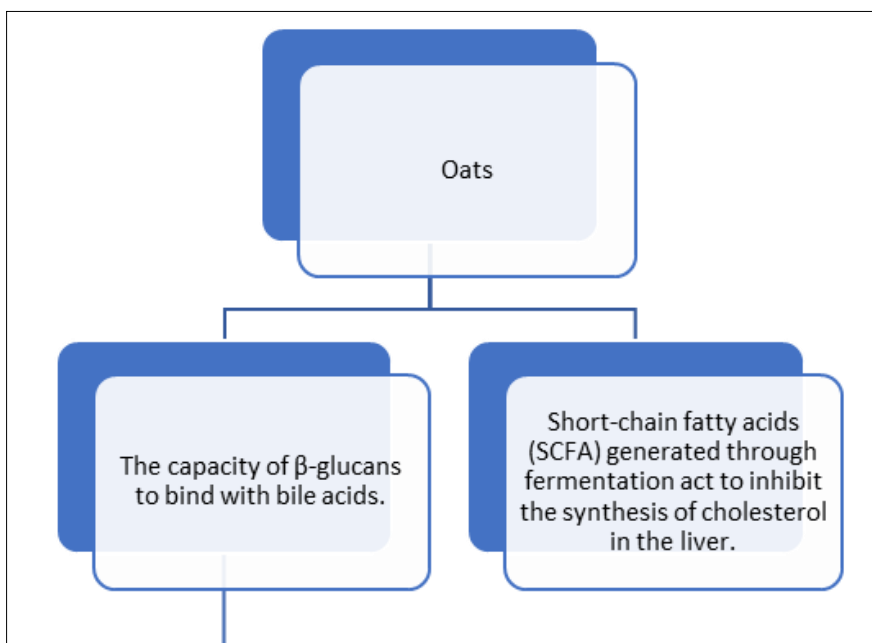 Oats
The capacity of β-glucans
to bind with bile acids.
Short-chain fatty acids
(SCFA) generated through
fermentation act to inhibit
the synthesis of cholesterol
in the liver.